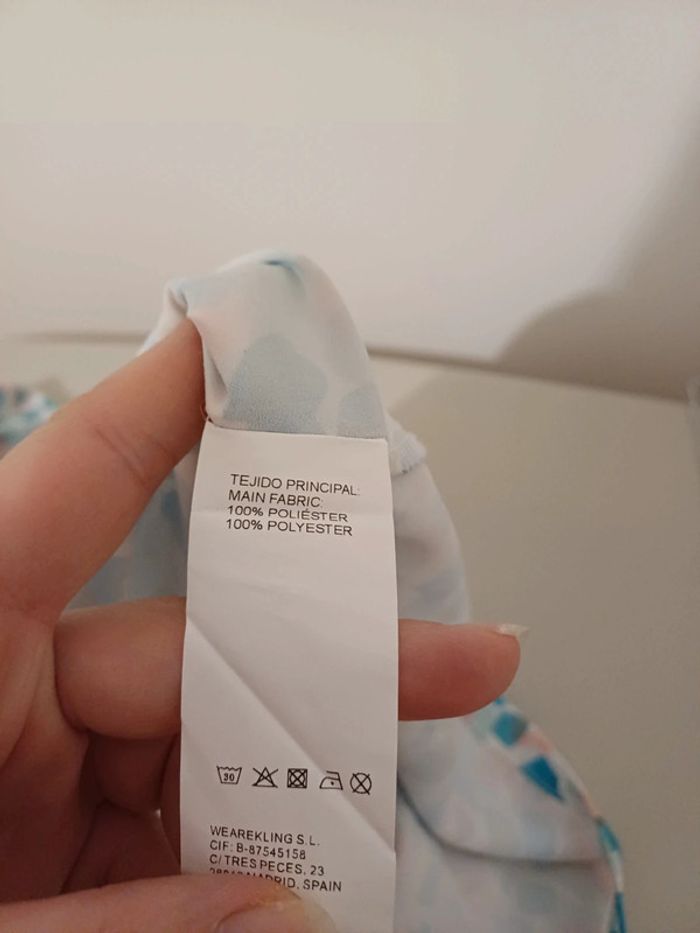 TEJIDO PRINCIPAL:
MAIN FABRIC:
100% POLIÉSTER
100% POLYESTER
30
WEAREKLING S.L.
CIF: B-87545158
C/ TRES PECES, 23
MADRID, SPAIN